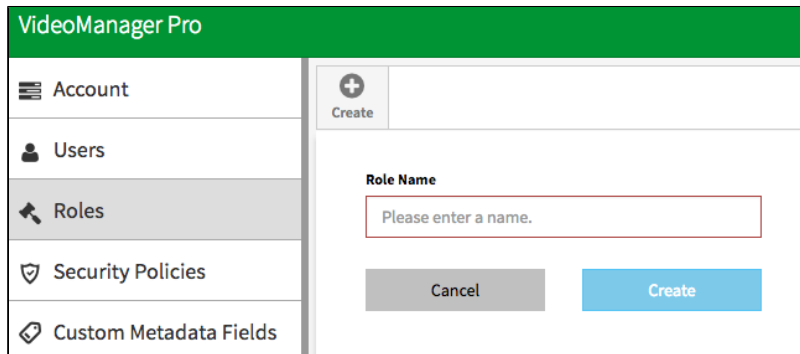 VideoManager Pro
Account
Users
Roles
Security Policies
Custom Metadata Fields
Create
Role Name
Please enter a name.
Cancel
Create